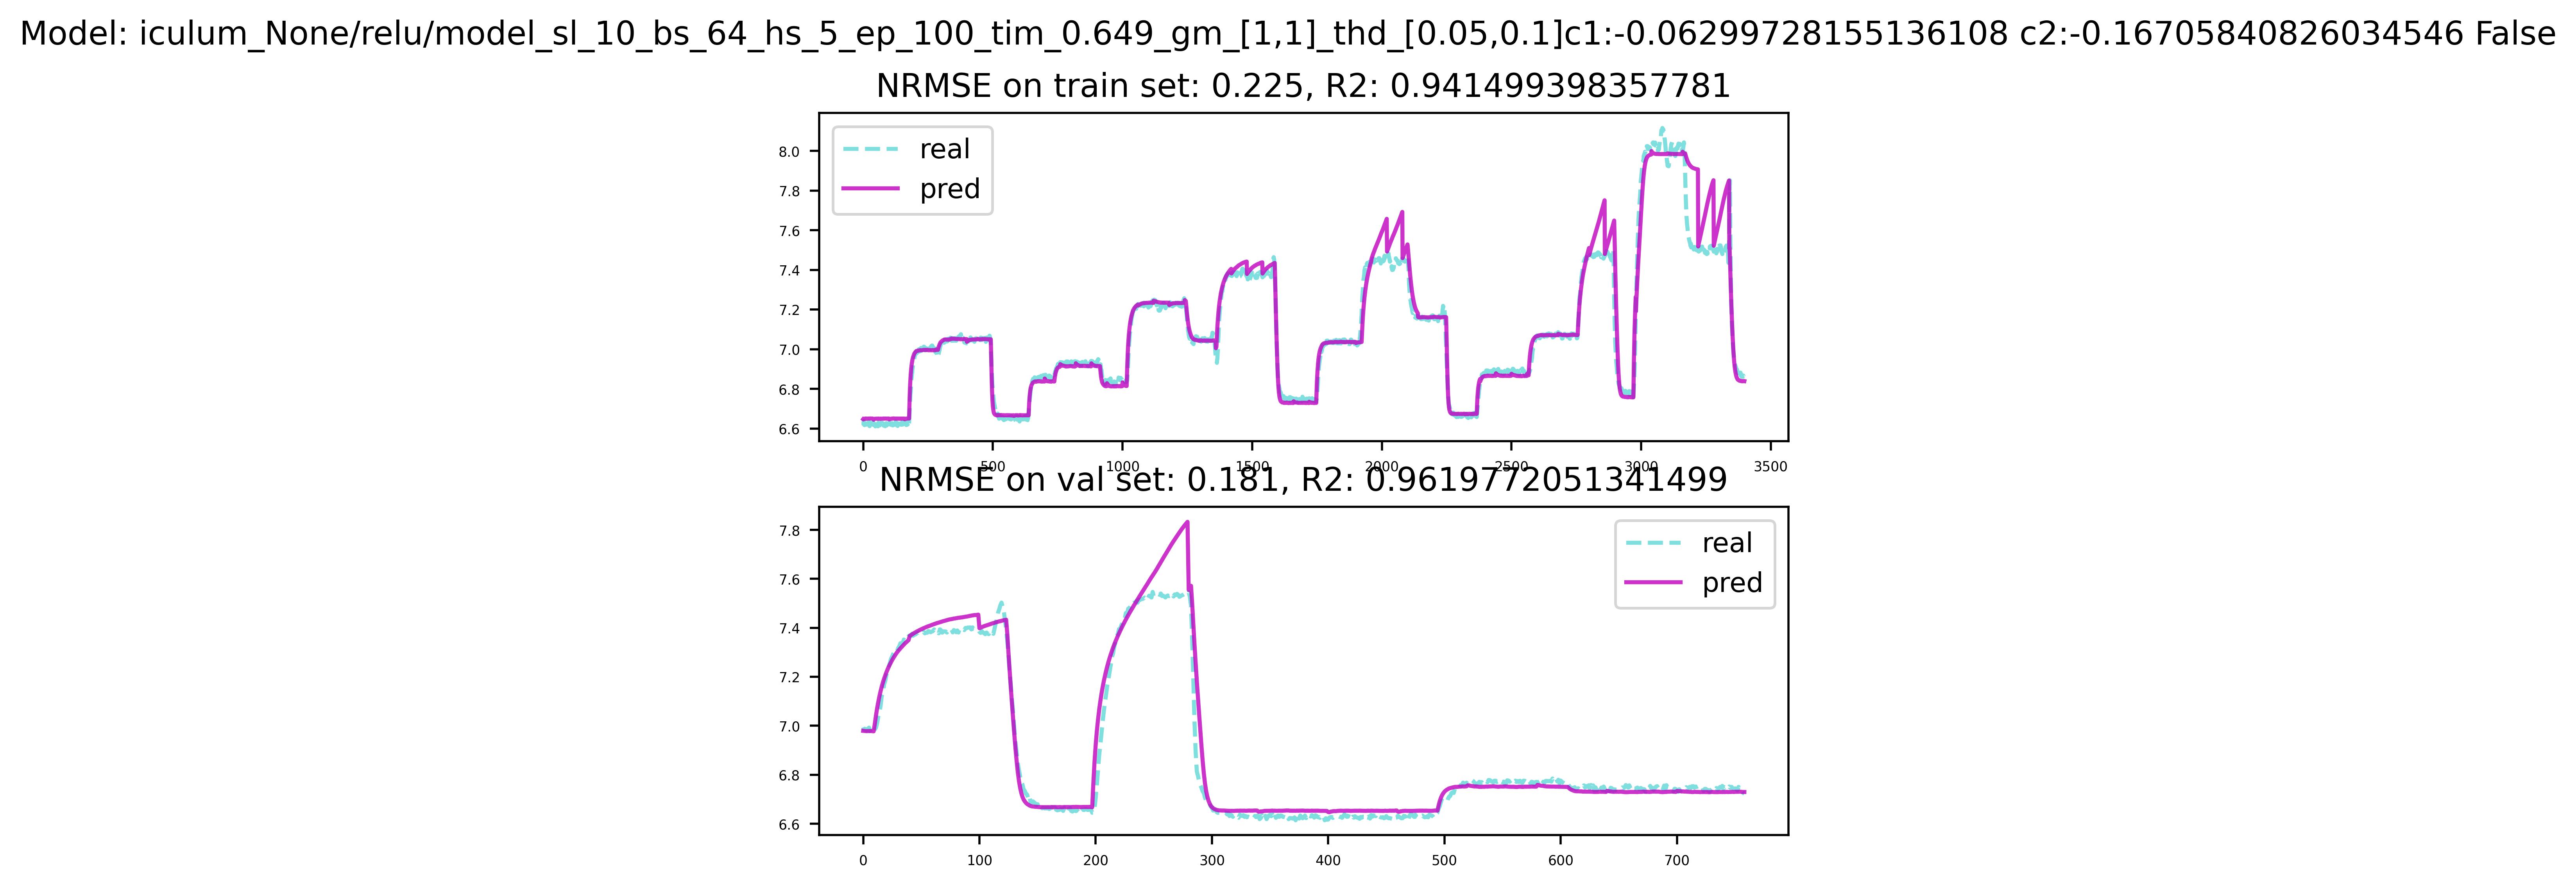 Model: iculum_None/relu/model_sl_10_bs_64_hs_5_ep_100_tim_0.649_gm_[1,1]_thd_[0.05,0.1]c1:-0.06299728155136108 c2:-0.16705840826034546 False
NRMSE on train set: 0.225, R2: 0.941499398357781
real
pred
8.0
7.8
7.6
7.4
7.2
7.0
6.8
6.6
0 500 1000 1500 2000 2500 3000 3500
NRMSE on val set: 0.181, R2: 0.9619772051341499
real
pred
7.8
7.6
7.4
7.2
7.0
6.8
6.6
0 100 200 300 400 500 600 700